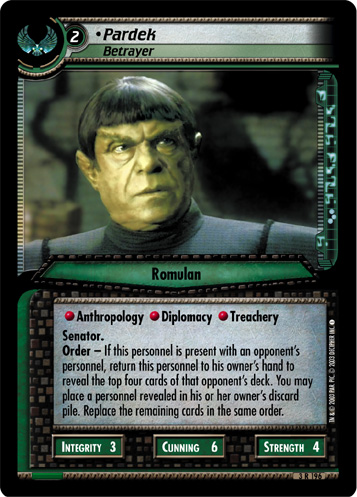 2
•Pardek
Betrayer
Romulan
Anthropology Diplomacy Treachery
Senator.
Order – If this personnel is present with an opponent's
personnel, return this personnel to his owner's hand to
reveal the top four cards of that opponent's deck. You may
place a personnel revealed in his or her owner's discard
pile. Replace the remaining cards in the same order.
INTEGRITY 3 CUNNING 6 STRENGTH 4
3 R 196